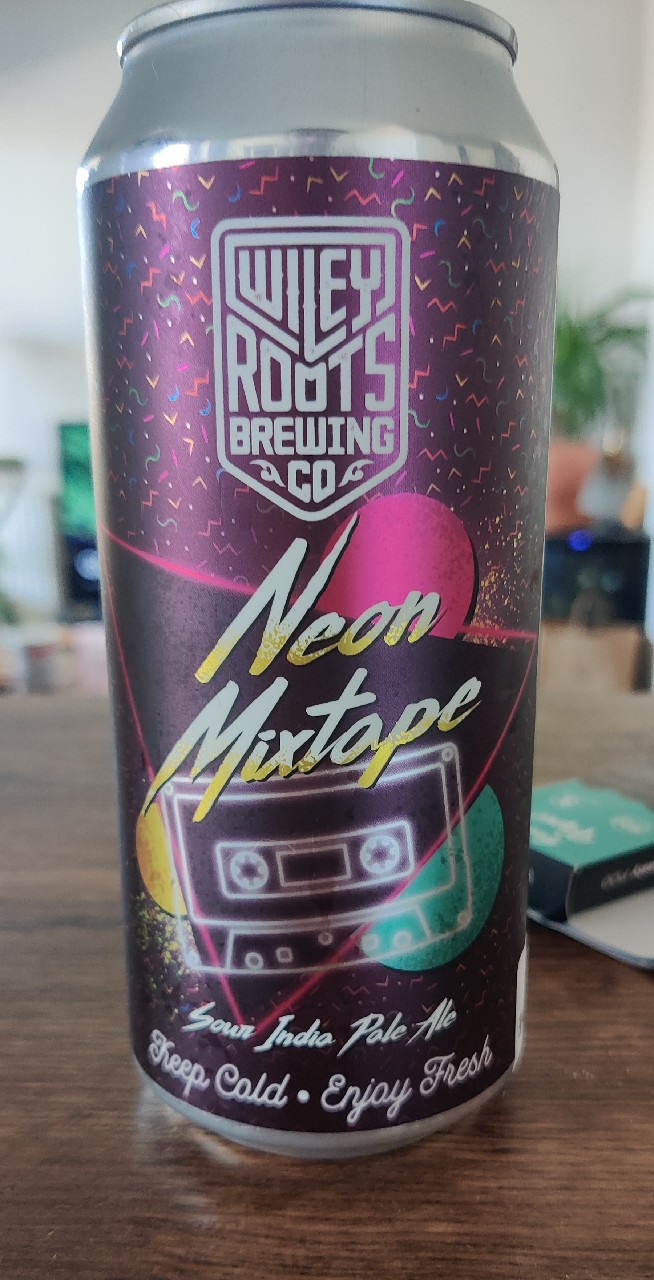 WILEY
ROOTS
BREWING
CO
Neon
Mixtape
Sour India Pale Ale
Keep Cold • Enjoy Fresh